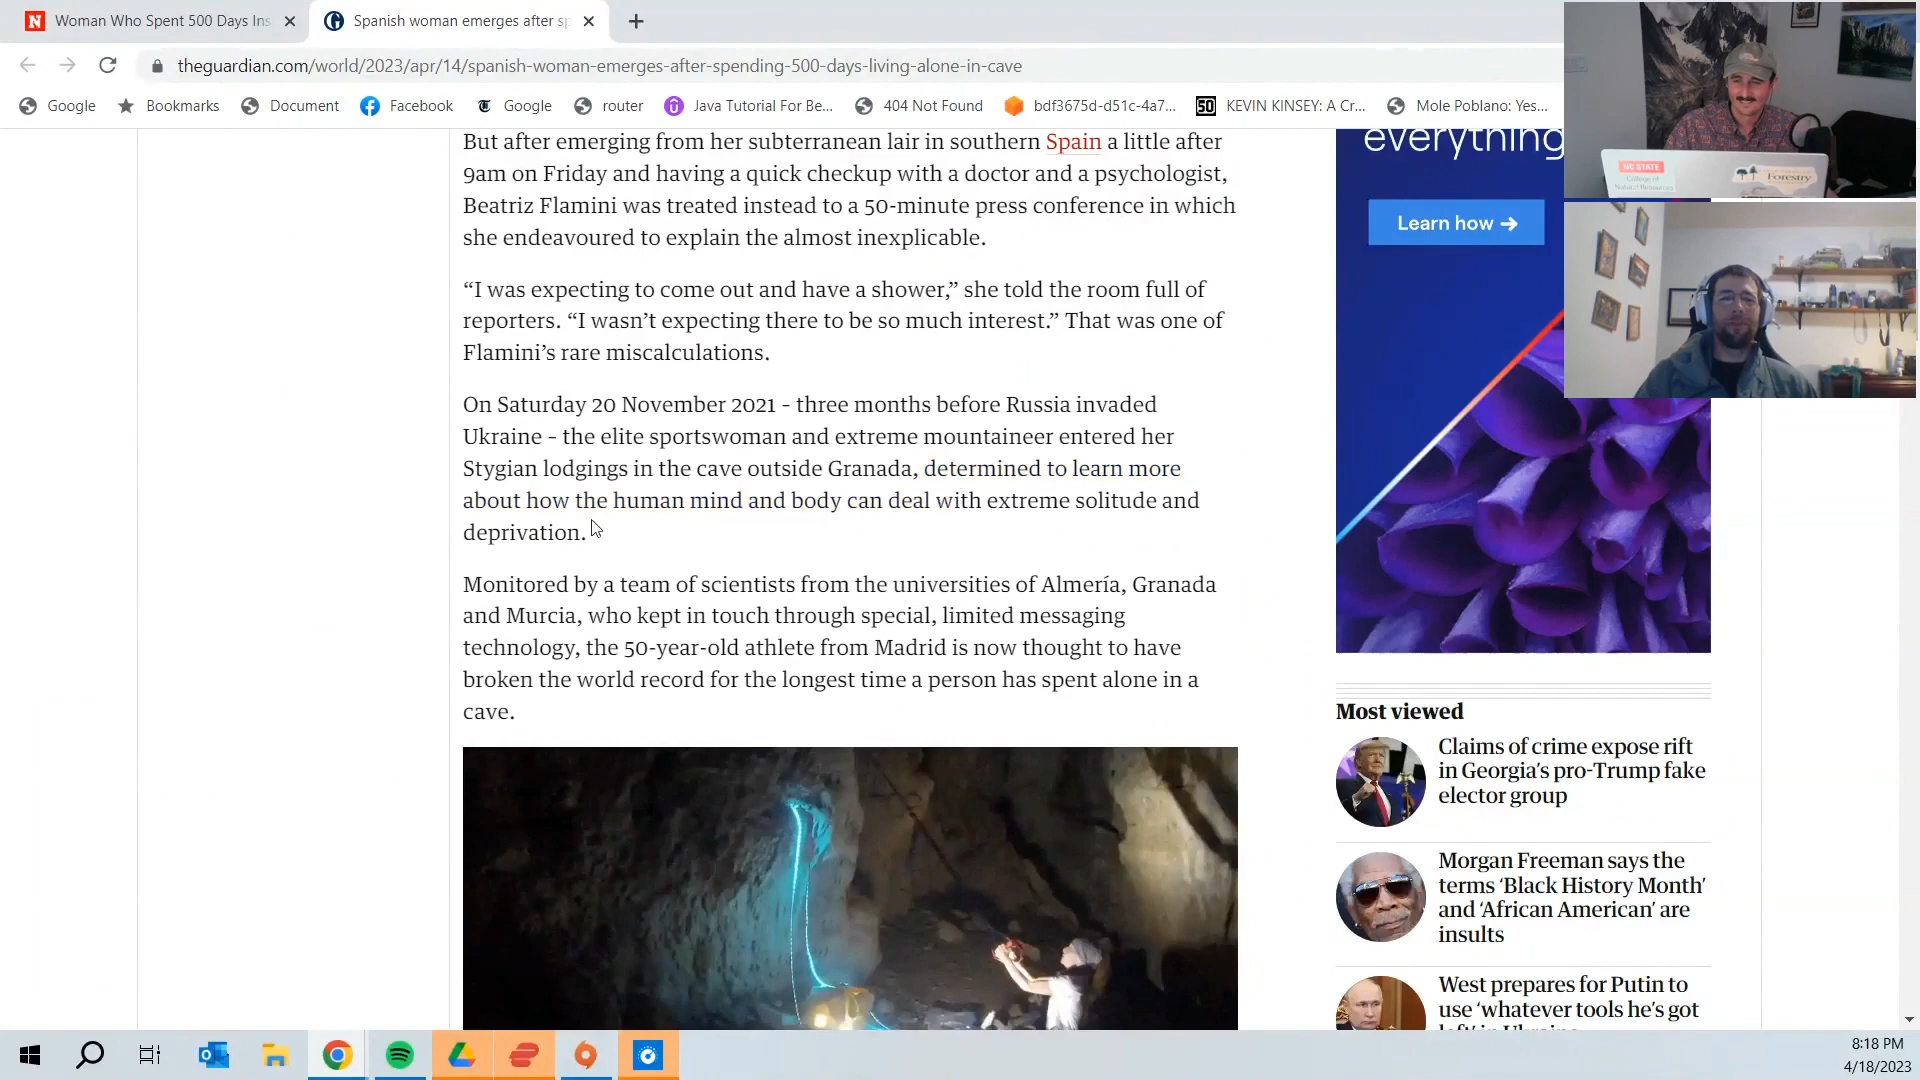 Woman Who Spent 500 Days Ins
Spanish woman emerges after sp
theguardian.com/world/2023/apr/14/spanish-woman-emerges-after-spending-500-days-living-alone-in-cave
Google
Bookmarks
Document
Facebook
Google
router
Java Tutorial For Be...
404 Not Found
bdf3675d-d51c-4a7...
KEVIN KINSEY: A Cr...
Mole Poblano: Yes...
But after emerging from her subterranean lair in southern Spain a little after
9am on Friday and having a quick checkup with a doctor and a psychologist,
Beatriz Flamini was treated instead to a 50-minute press conference in which
she endeavoured to explain the almost inexplicable.
“I was expecting to come out and have a shower,” she told the room full of
reporters. “I wasn’t expecting there to be so much interest.” That was one of
Flamini’s rare miscalculations.
On Saturday 20 November 2021 – three months before Russia invaded
Ukraine – the elite sportswoman and extreme mountaineer entered her
Stygian lodgings in the cave outside Granada, determined to learn more
about how the human mind and body can deal with extreme solitude and
deprivation.
Monitored by a team of scientists from the universities of Almería, Granada
and Murcia, who kept in touch through special, limited messaging
technology, the 50-year-old athlete from Madrid is now thought to have
broken the world record for the longest time a person has spent alone in a
cave.
everything
Learn how →
NC STATE
College of
Natural Resources
Forestry
Most viewed
Claims of crime expose rift
in Georgia’s pro-Trump fake
elector group
Morgan Freeman says the
terms ‘Black History Month’
and ‘African American’ are
insults
West prepares for Putin to
use ‘whatever tools he’s got
left’ in Ukraine
8:18 PM
4/18/2023